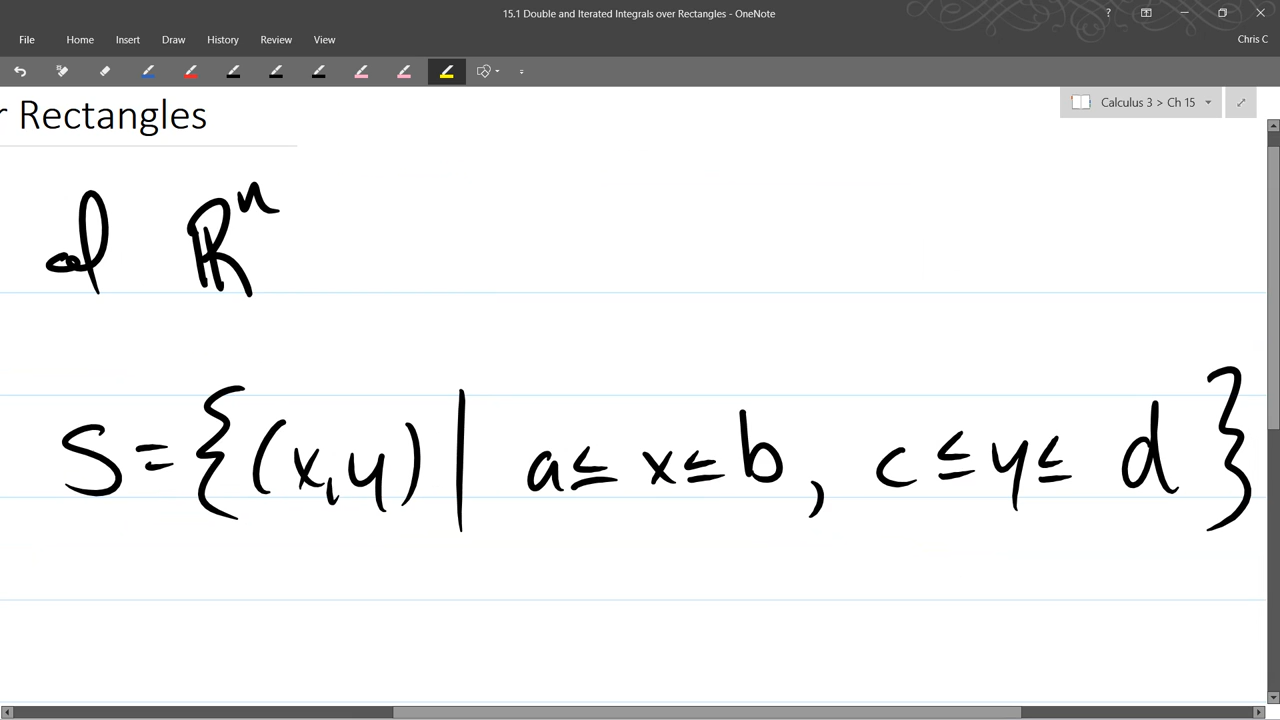 15.1 Double and Iterated Integrals over Rectangles - OneNote
File Home Insert Draw History Review View
Chris C
Calculus 3 > Ch 15
r Rectangles
ℝⁿ
S = {(x,y) | a ≤ x ≤ b, c ≤ y ≤ d}